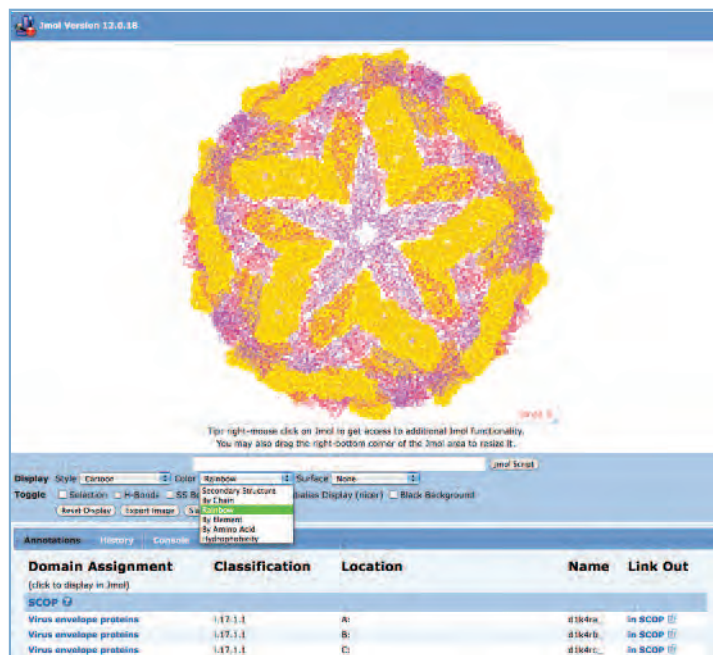 Jmol Version 12.0.18
Jmol S
Tip: right-mouse click on Jmol to get access to additional Jmol functionality.
You may also drag the right-bottom corner of the Jmol area to resize it.
Jmol Script
Display Style Cartoon Color Rainbow Surface None
Secondary Structure
By Chain
Rainbow
By Element
By Amino Acid
Hydrophobicity
Toggle Selection H-Bonds SS Display (nicer) Black Background
Reset Display Export Image
Annotations History Console
Domain Assignment Classification Location Name Link Out
(click to display in Jmol)
SCOP
Virus envelope proteins i.17.1.1 A: d1k4ra_ in SCOP
Virus envelope proteins i.17.1.1 B: d1k4rb_ in SCOP
Virus envelope proteins i.17.1.1 C: d1k4rc_ in SCOP